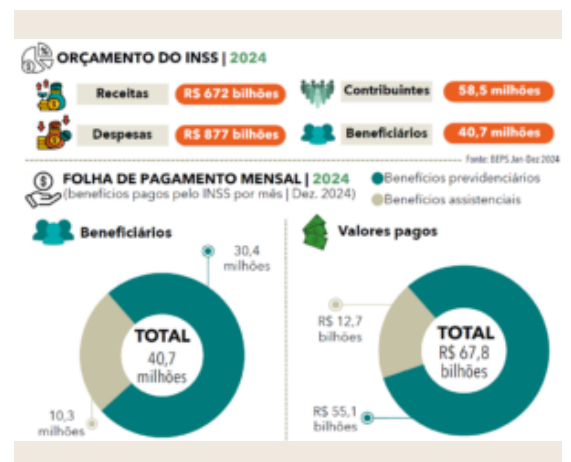 ORÇAMENTO DO INSS | 2024
Receitas R$ 672 bilhões
Contribuintes 58,5 milhões
Despesas R$ 877 bilhões
Beneficiários 40,7 milhões
Fonte: BEPS Jan-Dez 2024
FOLHA DE PAGAMENTO MENSAL | 2024
(benefícios pagos pelo INSS por mês | Dez. 2024)
Benefícios previdenciários
Benefícios assistenciais
Beneficiários
30,4
milhões
TOTAL
40,7
milhões
10,3
milhões
Valores pagos
R$ 12,7
bilhões
TOTAL
R$ 67,8
bilhões
R$ 55,1
bilhões